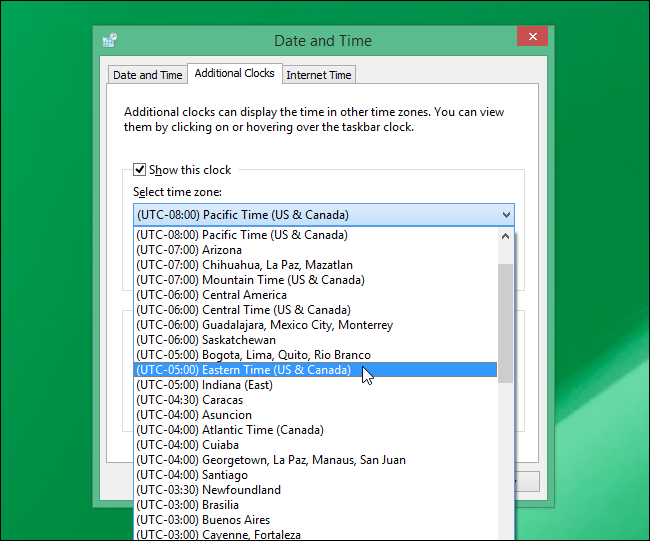 Date and Time
Date and Time
Additional Clocks
Internet Time
Additional clocks can display the time in other time zones. You can view
them by clicking on or hovering over the taskbar clock.
Show this clock
Select time zone:
(UTC-08:00) Pacific Time (US & Canada)
(UTC-08:00) Pacific Time (US & Canada)
(UTC-07:00) Arizona
(UTC-07:00) Chihuahua, La Paz, Mazatlan
(UTC-07:00) Mountain Time (US & Canada)
(UTC-06:00) Central America
(UTC-06:00) Central Time (US & Canada)
(UTC-06:00) Guadalajara, Mexico City, Monterrey
(UTC-06:00) Saskatchewan
(UTC-05:00) Bogota, Lima, Quito, Rio Branco
(UTC-05:00) Eastern Time (US & Canada)
(UTC-05:00) Indiana (East)
(UTC-04:30) Caracas
(UTC-04:00) Asuncion
(UTC-04:00) Atlantic Time (Canada)
(UTC-04:00) Cuiaba
(UTC-04:00) Georgetown, La Paz, Manaus, San Juan
(UTC-04:00) Santiago
(UTC-03:30) Newfoundland
(UTC-03:00) Brasilia
(UTC-03:00) Buenos Aires
(UTC-03:00) Cayenne, Fortaleza